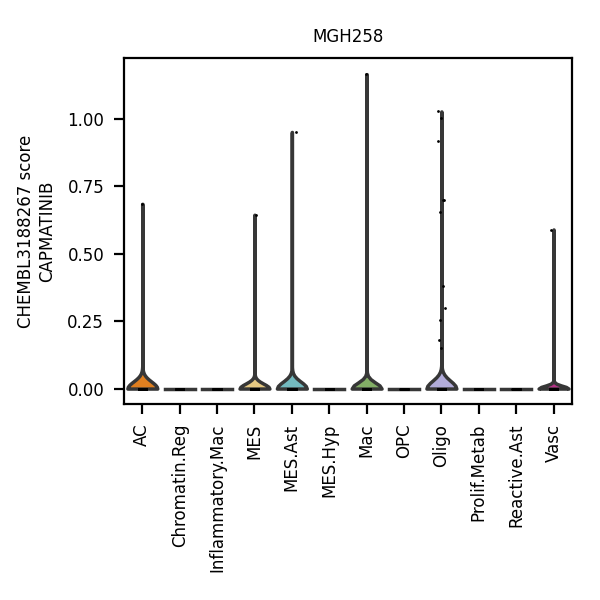 MGH258
CHEMBL3188267 score
CAPMATINIB
1.00
0.75
0.50
0.25
0.00
AC
Chromatin.Reg
Inflammatory.Mac
MES
MES.Ast
MES.Hyp
Mac
OPC
Oligo
Prolif.Metab
Reactive.Ast
Vasc